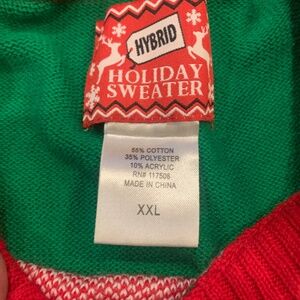 HYBRID
HOLIDAY
SWEATER
55% COTTON
35% POLYESTER
10% ACRYLIC
RN# 117506
MADE IN CHINA
XXL